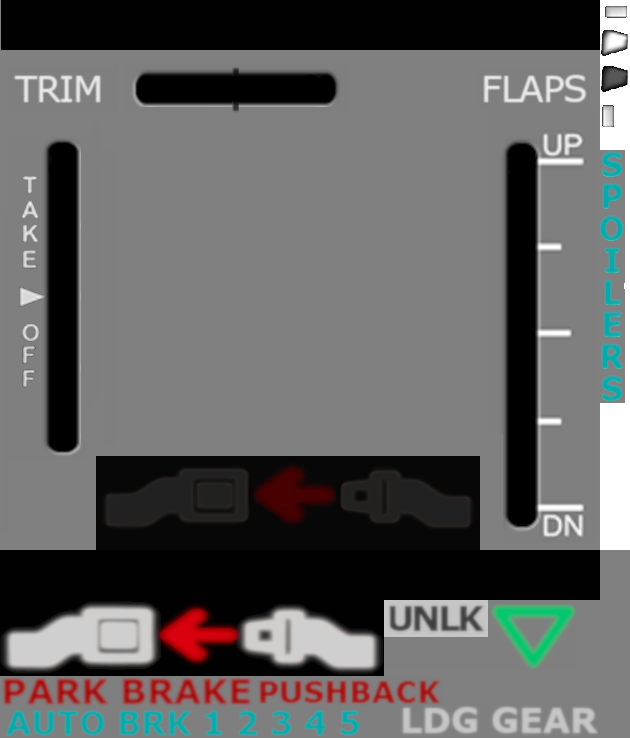 TRIM
FLAPS
UP
TAKE
OFF
DN
SPOILERS
UNLK
PARK BRAKE PUSHBACK
AUTO BRK 1 2 3 4 5
LDG GEAR